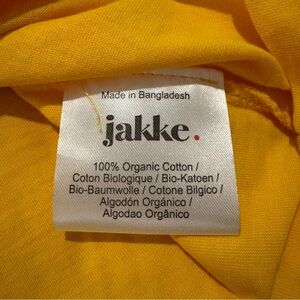 Made in Bangladesh
jakke.
100% Organic Cotton /
Coton Biologique / Bio-Katoen /
Bio-Baumwolle / Cotone Bilgico /
Algodón Orgánico /
Algodao Orgânico